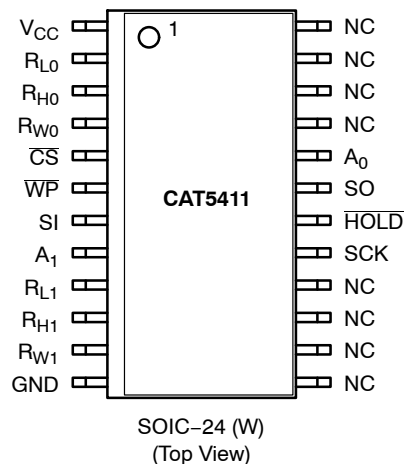 VCC 1 NC
RL0 NC
RH0 NC
RW0 NC
CS A0
WP SO
SI HOLD
A1 SCK
RL1 NC
RH1 NC
RW1 NC
GND NC
CAT5411
SOIC−24 (W)
(Top View)